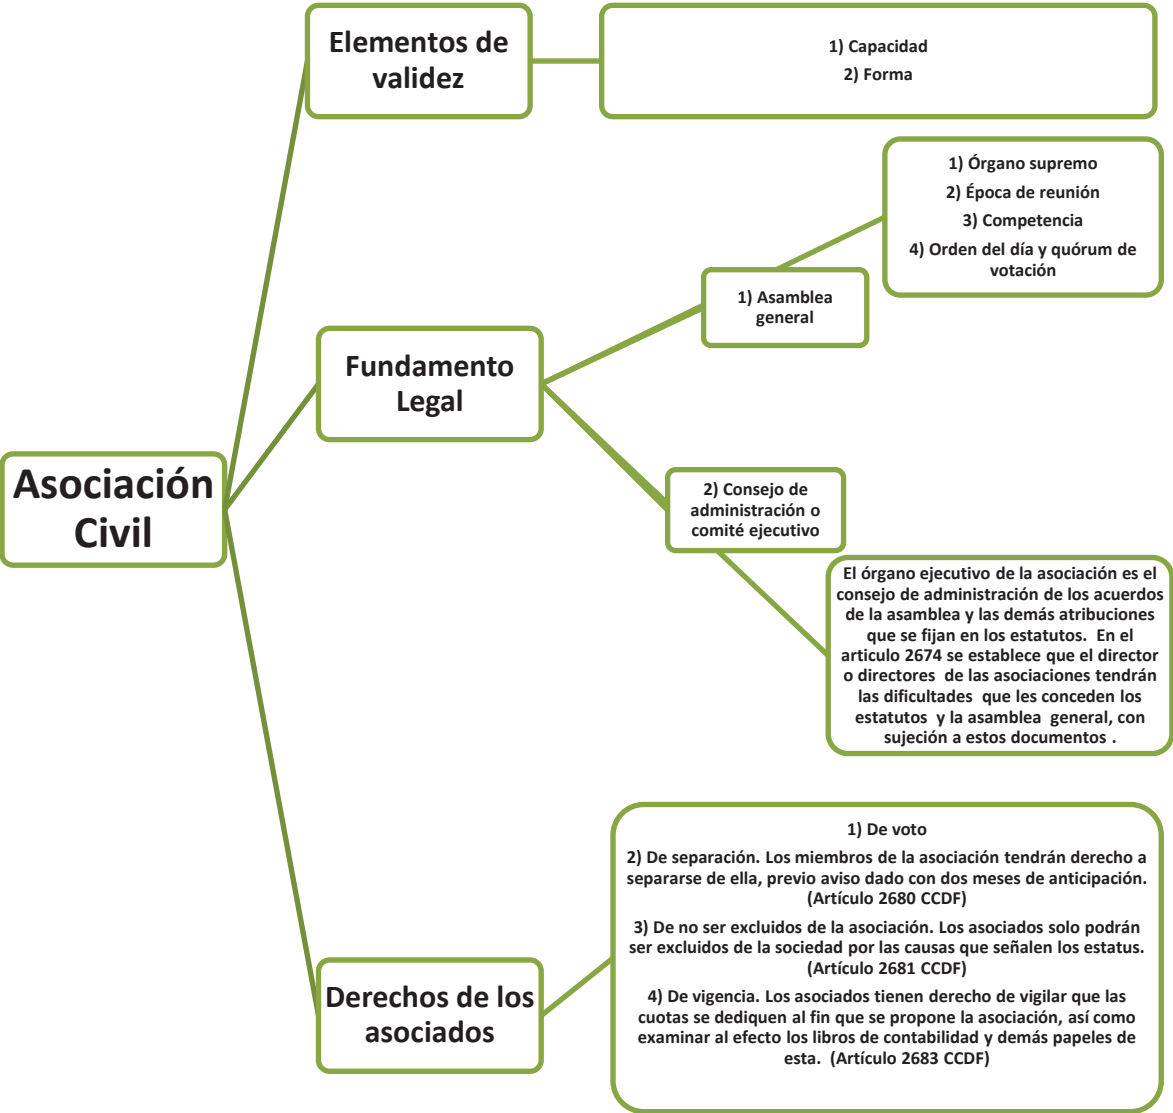 Elementos de
validez
1) Capacidad
2) Forma
1) Órgano supremo
2) Época de reunión
3) Competencia
4) Orden del día y quórum de
votación
1) Asamblea
general
Fundamento
Legal
Asociación
Civil
2) Consejo de
administración o
comité ejecutivo
El órgano ejecutivo de la asociación es el
consejo de administración de los acuerdos
de la asamblea y las demás atribuciones
que se fijan en los estatutos. En el
articulo 2674 se establece que el director
o directores de las asociaciones tendrán
las dificultades que les conceden los
estatutos y la asamblea general, con
sujeción a estos documentos .
1) De voto
2) De separación. Los miembros de la asociación tendrán derecho a
separarse de ella, previo aviso dado con dos meses de anticipación.
(Artículo 2680 CCDF)
3) De no ser excluidos de la asociación. Los asociados solo podrán
ser excluidos de la sociedad por las causas que señalen los estatus.
(Artículo 2681 CCDF)
4) De vigencia. Los asociados tienen derecho de vigilar que las
cuotas se dediquen al fin que se propone la asociación, así como
examinar al efecto los libros de contabilidad y demás papeles de
esta. (Artículo 2683 CCDF)
Derechos de los
asociados